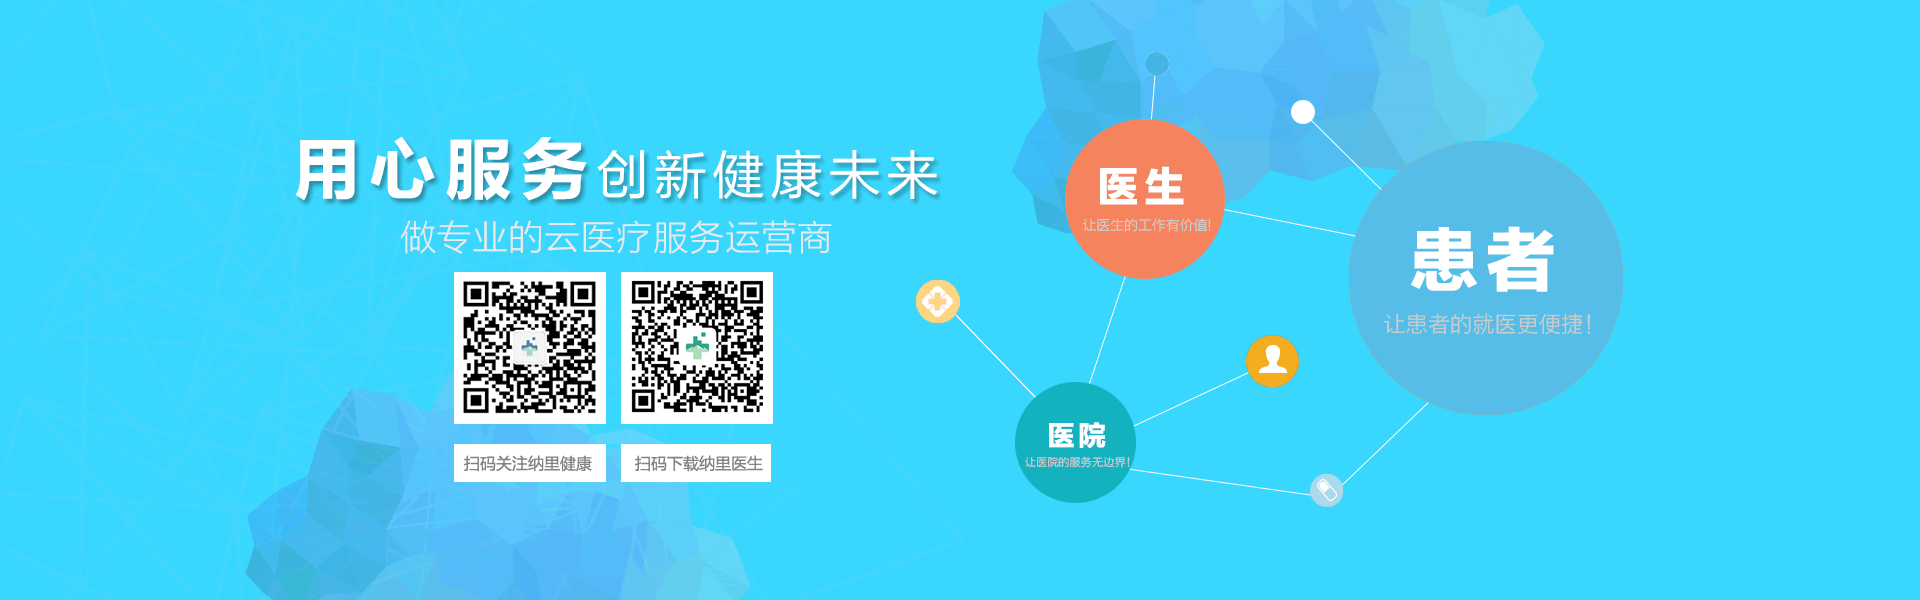 用心服务创新健康未来
做专业的云医疗服务运营商
扫码关注纳里健康
扫码下载纳里医生
医生
让医生的工作有价值!
患者
让患者的就医更便捷!
医院
让医院的服务无边界!